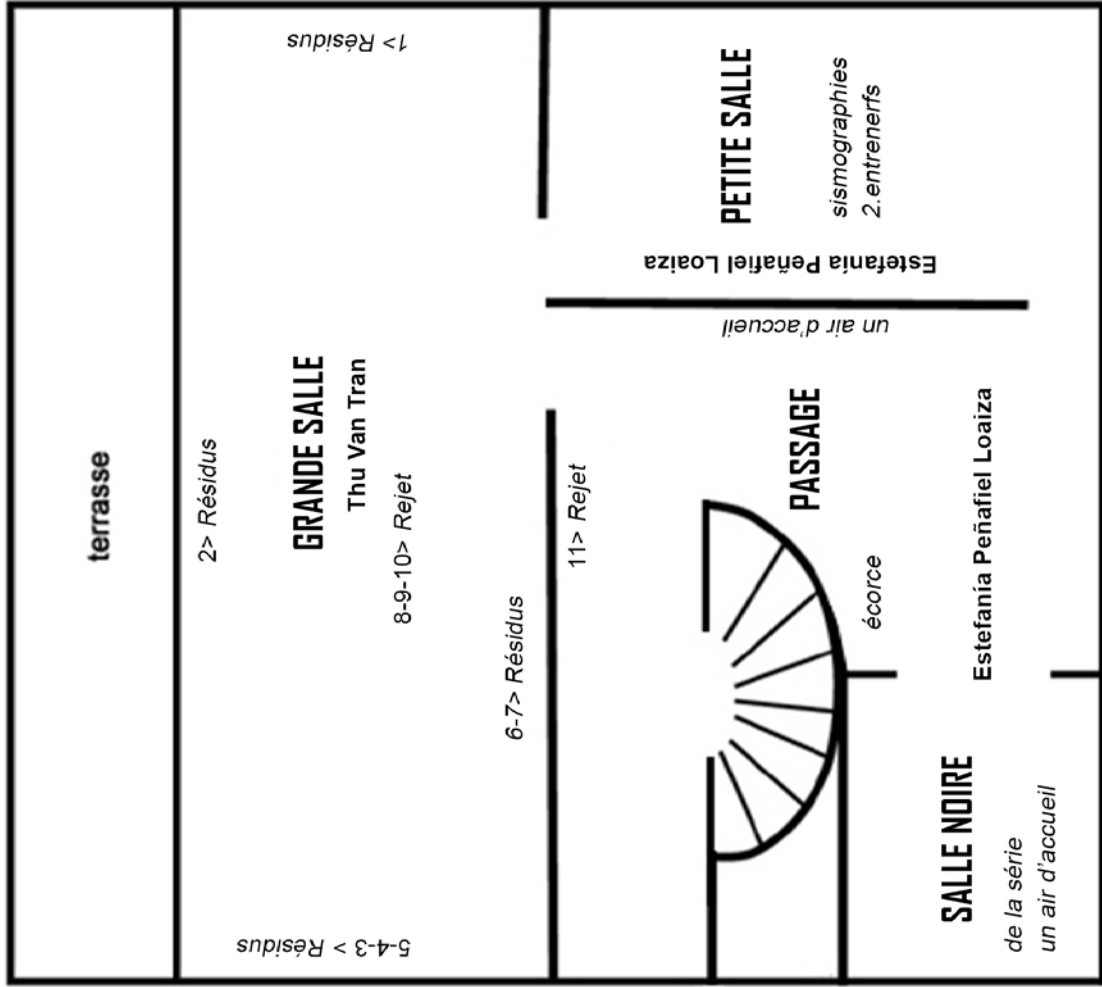 terrasse
1> Résidus
2> Résidus
GRANDE SALLE
Thu Van Tran
8-9-10> Rejet
5-4-3 > Résidus
6-7> Résidus
11> Rejet
PETITE SALLE
sismographies
2.entrenerfs
Estefanía Peñafiel Loaiza
un air d'accueil
PASSAGE
écorce
Estefanía Peñafiel Loaiza
SALLE NOIRE
de la série
un air d'accueil